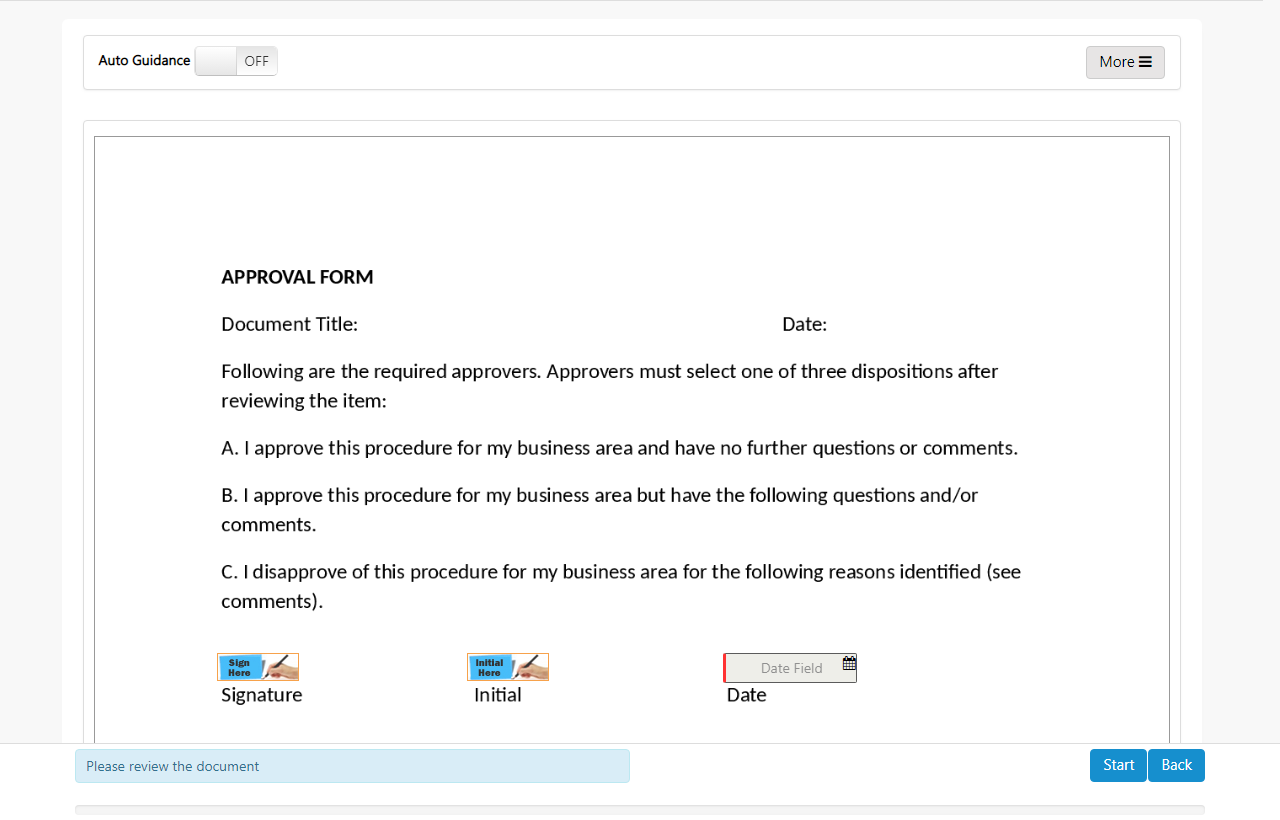 Auto Guidance OFF More
APPROVAL FORM
Document Title: Date:
Following are the required approvers. Approvers must select one of three dispositions after
reviewing the item:
A. I approve this procedure for my business area and have no further questions or comments.
B. I approve this procedure for my business area but have the following questions and/or
comments.
C. I disapprove of this procedure for my business area for the following reasons identified (see
comments).
Sign
Here
Initial
Here
Date Field
Signature Initial Date
Please review the document Start Back